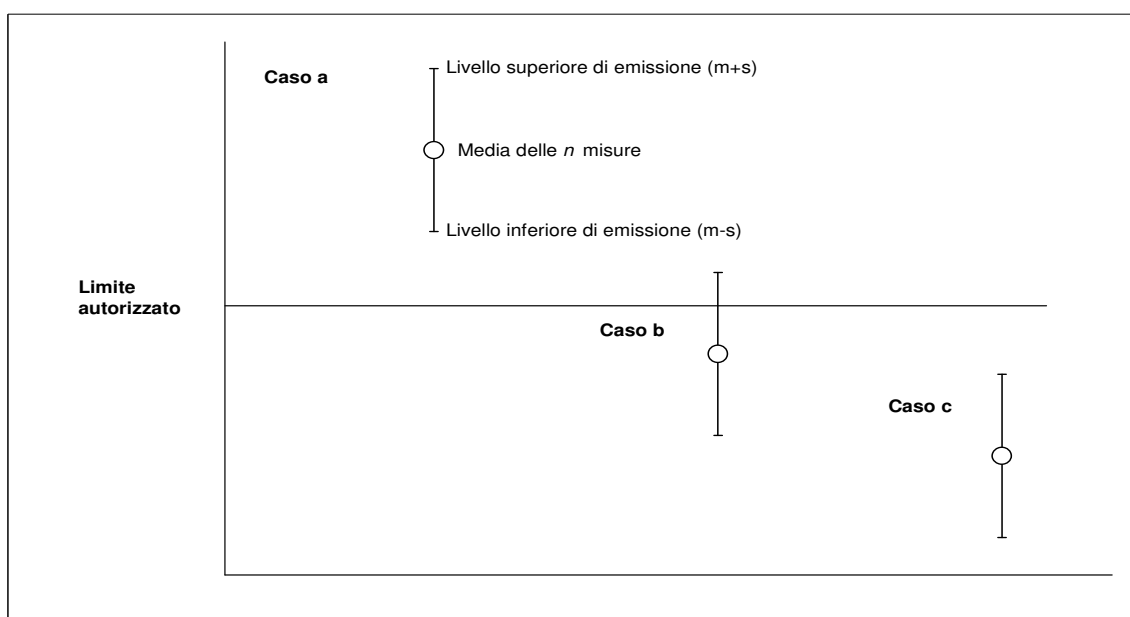 Caso a
Livello superiore di emissione (m+s)
Media delle n misure
Livello inferiore di emissione (m-s)
Limite
autorizzato
Caso b
Caso c